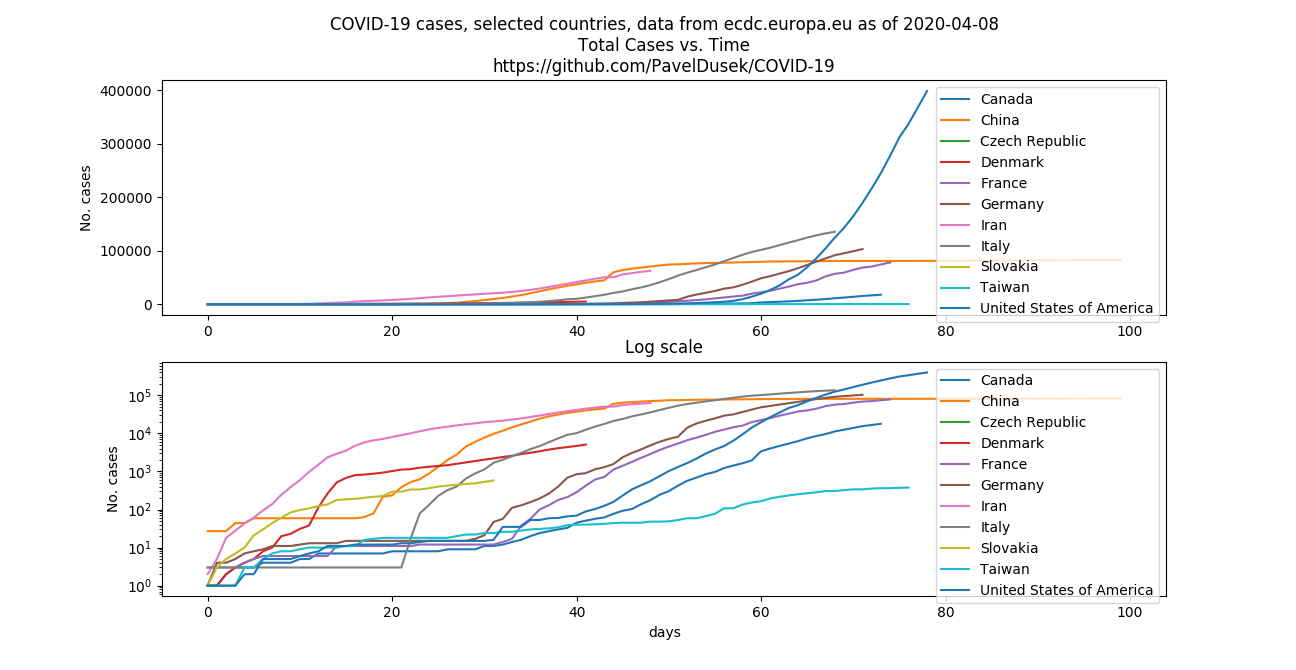 COVID-19 cases, selected countries, data from ecdc.europa.eu as of 2020-04-08
Total Cases vs. Time
https://github.com/PavelDusek/COVID-19
No. cases
400000
300000
200000
100000
0
0 20 40 60 80 100
Canada
China
Czech Republic
Denmark
France
Germany
Iran
Italy
Slovakia
Taiwan
United States of America
Log scale
No. cases
10^5
10^4
10^3
10^2
10^1
10^0
0 20 40 60 80 100
days
Canada
China
Czech Republic
Denmark
France
Germany
Iran
Italy
Slovakia
Taiwan
United States of America